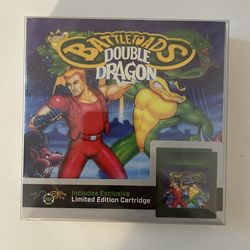 BATTLETOADS
DOUBLE
DRAGON
Includes Exclusive
Limited Edition Cartridge